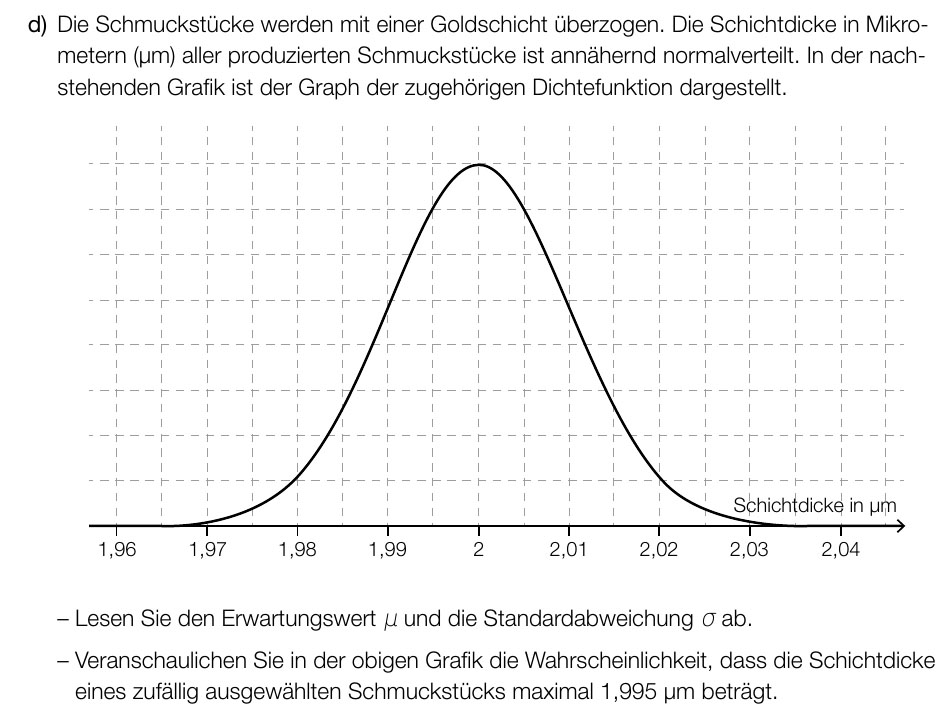 d) Die Schmuckstücke werden mit einer Goldschicht überzogen. Die Schichtdicke in Mikro-
metern (µm) aller produzierten Schmuckstücke ist annähernd normalverteilt. In der nach-
stehenden Grafik ist der Graph der zugehörigen Dichtefunktion dargestellt.
Schichtdicke in µm
1,96 1,97 1,98 1,99 2 2,01 2,02 2,03 2,04
– Lesen Sie den Erwartungswert μ und die Standardabweichung σ ab.
– Veranschaulichen Sie in der obigen Grafik die Wahrscheinlichkeit, dass die Schichtdicke
eines zufällig ausgewählten Schmuckstücks maximal 1,995 µm beträgt.